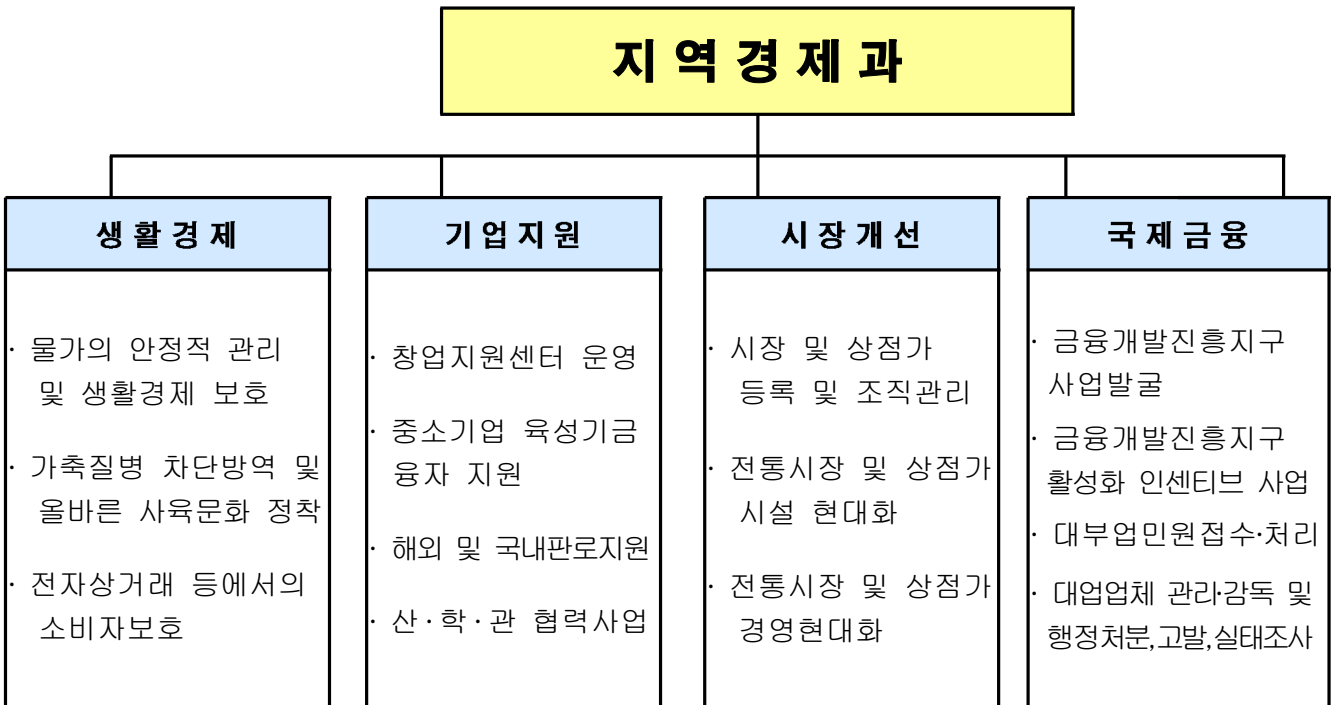 지역경제과
생활경제
· 물가의 안정적 관리
및 생활경제 보호
· 가축질병 차단방역 및
올바른 사육문화 정착
· 전자상거래 등에서의
소비자보호
기업지원
· 창업지원센터 운영
· 중소기업 육성기금
융자 지원
· 해외 및 국내판로지원
· 산·학·관 협력사업
시장개선
· 시장 및 상점가
등록 및 조직관리
· 전통시장 및 상점가
시설 현대화
· 전통시장 및 상점가
경영현대화
국제금융
· 금융개발진흥지구
사업발굴
· 금융개발진흥지구
활성화 인센티브 사업
· 대부업민원접수·처리
· 대업업체 관리·감독 및
행정처분,고발,실태조사